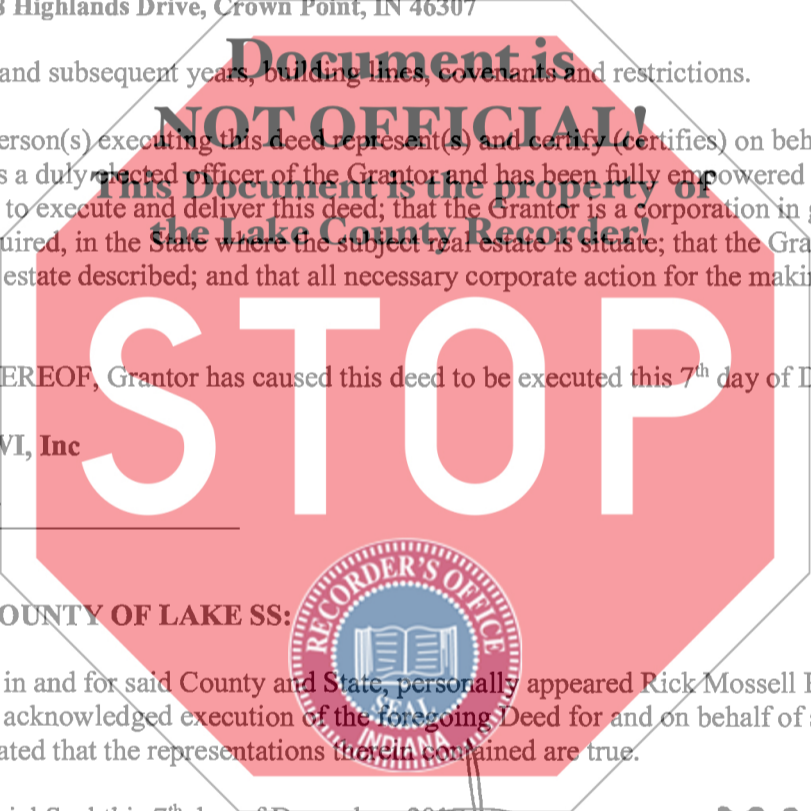 8 Highlands Drive, Crown Point, IN 46307
Document is
and subsequent years, building lines, covenants and restrictions.
NOT OFFICIAL!
erson(s) executing this deed represent(s) and certify (certifies) on beh
s a duly elected officer of the Grantor and has been fully empowered
This Document is the property of
to execute and deliver this deed; that the Grantor is a corporation in
the Lake County Recorder!
uired, in the State where the subject real estate is situate; that the Gra
estate described; and that all necessary corporate action for the makin
STOP
EREOF, Grantor has caused this deed to be executed this 7th day of D
VI, Inc
RECORDER'S OFFICE
OUNTY OF LAKE SS:
in and for said County and State, personally appeared Rick Mossell
acknowledged execution of the foregoing Deed for and on behalf of
SEAL
INDIANA
ated that the representations therein contained are true.